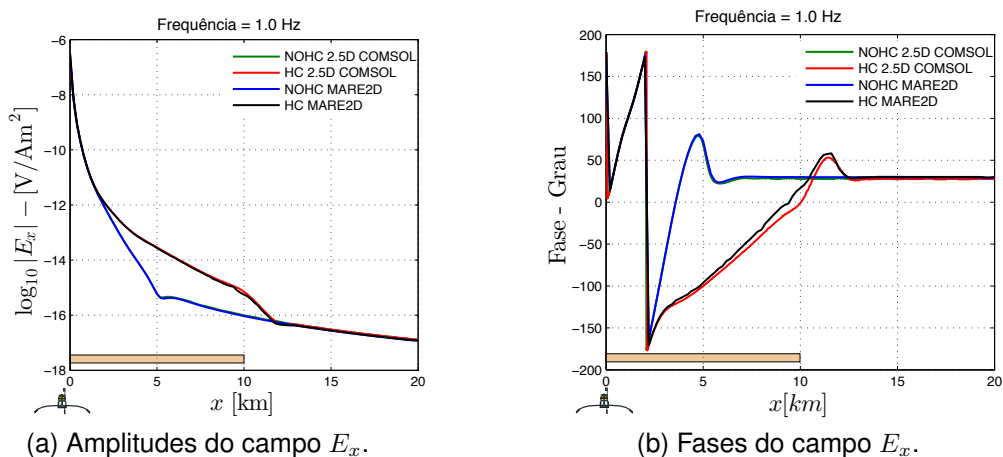 Frequência = 1.0 Hz
−6
−8
−10
−12
−14
−16
−18
log₁₀ |Eₓ| − [V/Am²]
NOHC 2.5D COMSOL
HC 2.5D COMSOL
NOHC MARE2D
HC MARE2D
0
5
10
15
20
x [km]
(a) Amplitudes do campo Eₓ.
Frequência = 1.0 Hz
200
150
100
50
0
−50
−100
−150
−200
Fase - Grau
NOHC 2.5D COMSOL
HC 2.5D COMSOL
NOHC MARE2D
HC MARE2D
0
5
10
15
20
x[km]
(b) Fases do campo Eₓ.